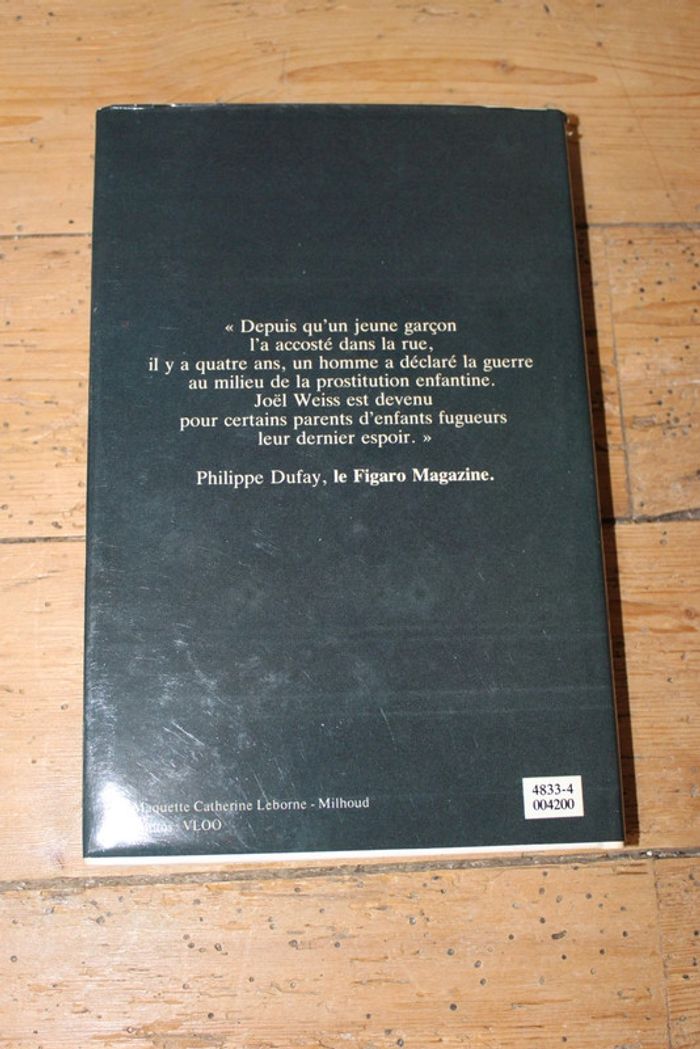 « Depuis qu'un jeune garçon
l'a accosté dans la rue,
il y a quatre ans, un homme a déclaré la guerre
au milieu de la prostitution enfantine.
Joël Weiss est devenu
pour certains parents d'enfants fugueurs
leur dernier espoir. »
Philippe Dufay, le Figaro Magazine.
Maquette Catherine Leborne - Milhoud
VLOO
4833-4
004200